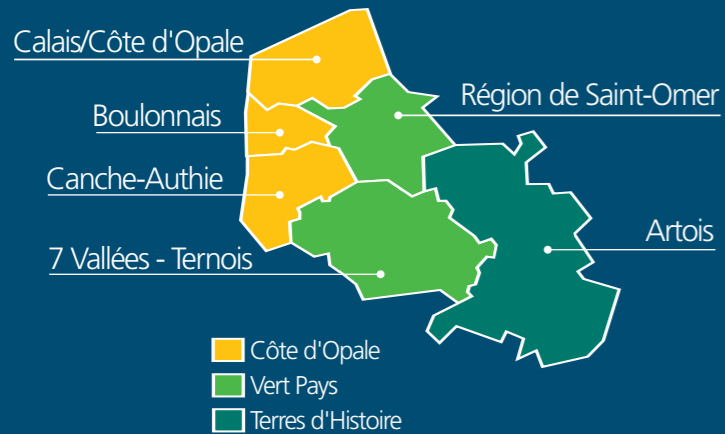 Calais/Côte d'Opale
Région de Saint-Omer
Boulonnais
Canche-Authie
Artois
7 Vallées - Ternois
Côte d'Opale
Vert Pays
Terres d'Histoire